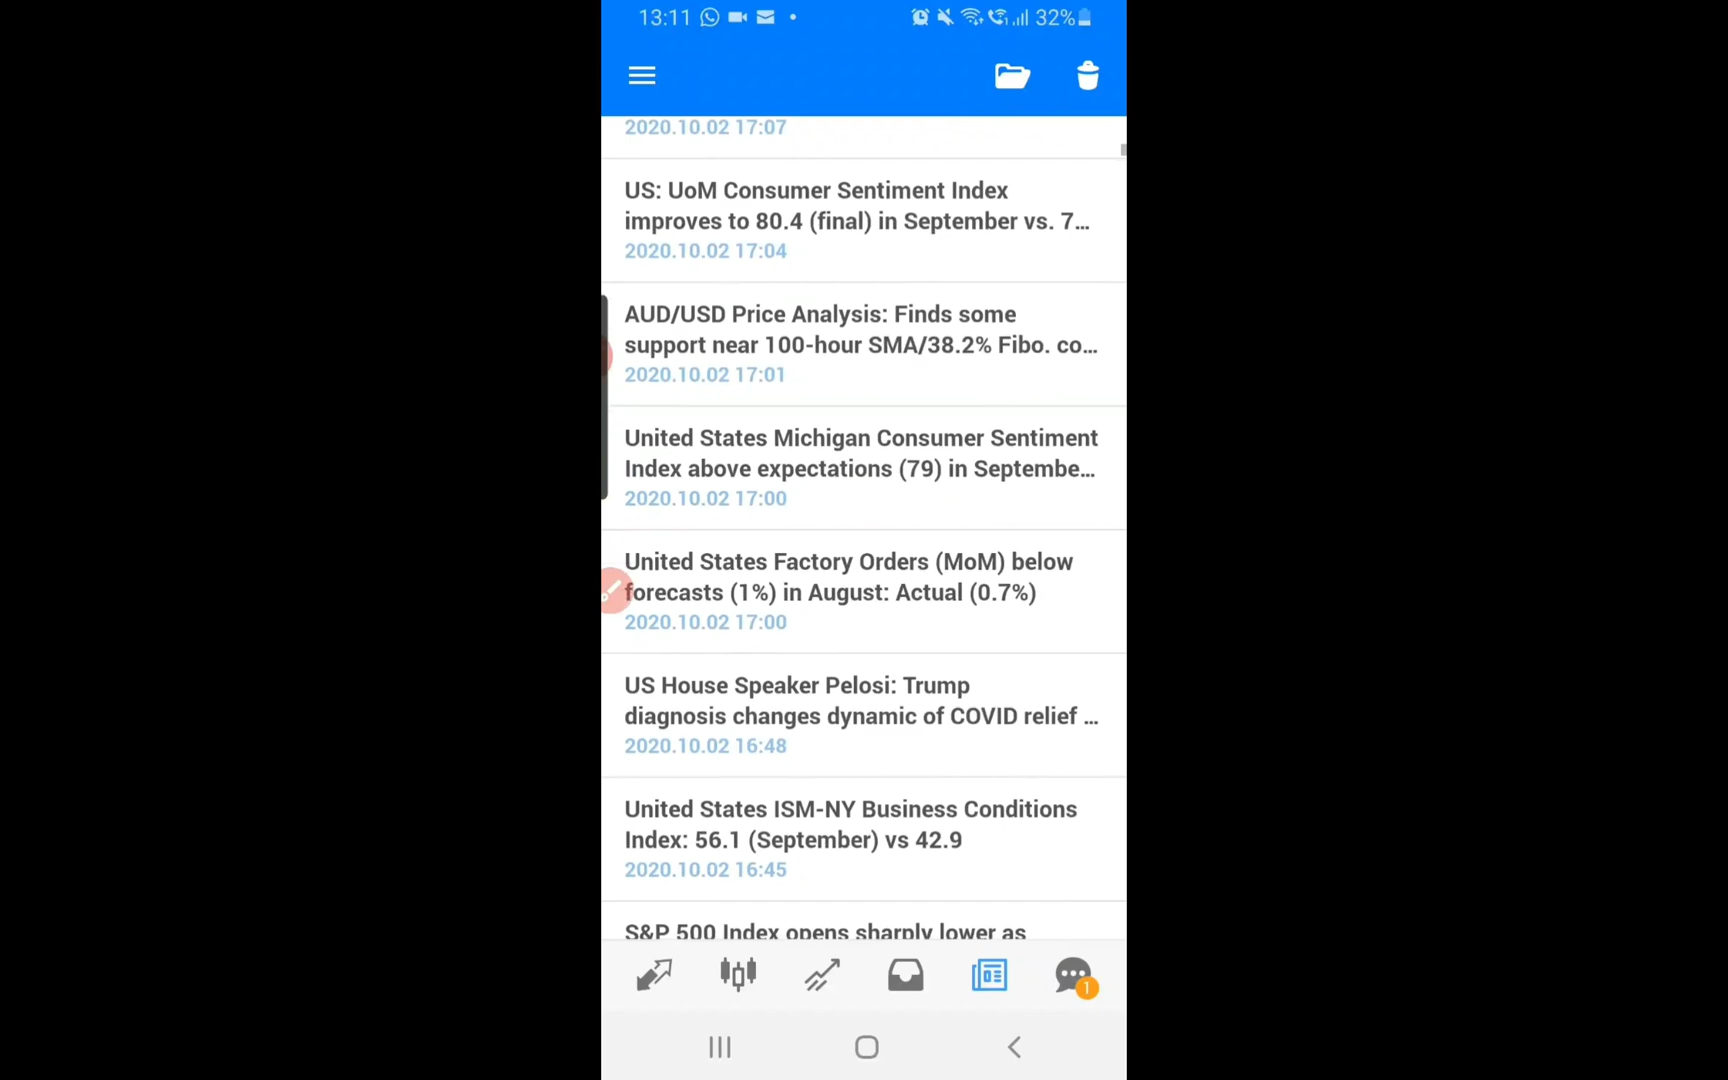 13:11
32%
2020.10.02 17:07
US: UoM Consumer Sentiment Index
improves to 80.4 (final) in September vs. 7...
2020.10.02 17:04
AUD/USD Price Analysis: Finds some
support near 100-hour SMA/38.2% Fibo. co...
2020.10.02 17:01
United States Michigan Consumer Sentiment
Index above expectations (79) in Septembe...
2020.10.02 17:00
United States Factory Orders (MoM) below
forecasts (1%) in August: Actual (0.7%)
2020.10.02 17:00
US House Speaker Pelosi: Trump
diagnosis changes dynamic of COVID relief ...
2020.10.02 16:48
United States ISM-NY Business Conditions
Index: 56.1 (September) vs 42.9
2020.10.02 16:45
S&P 500 Index opens sharply lower as
1